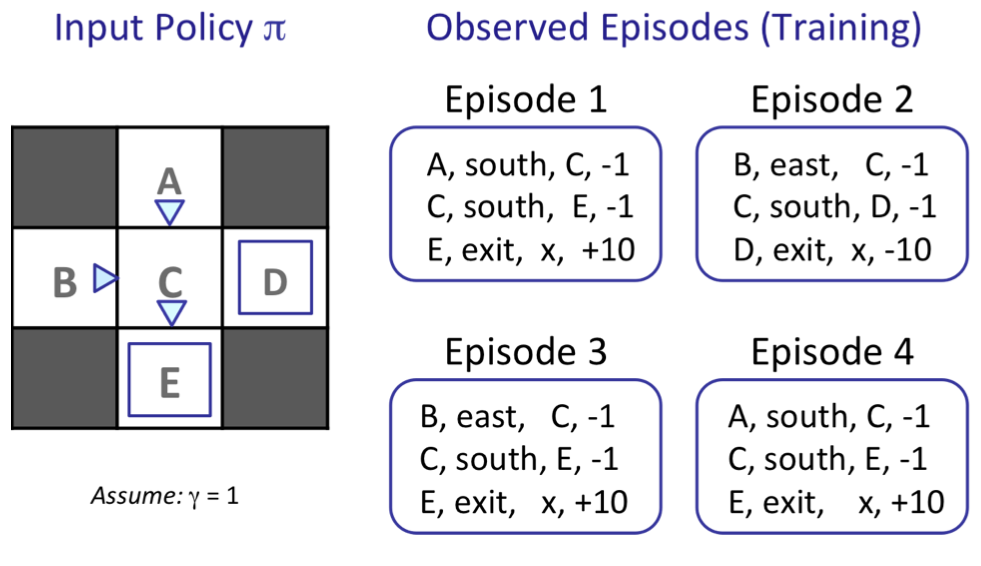 Input Policy π
Observed Episodes (Training)
A
B
C
D
E
Assume: γ = 1
Episode 1
A, south, C, -1
C, south, E, -1
E, exit, x, +10
Episode 2
B, east, C, -1
C, south, D, -1
D, exit, x, -10
Episode 3
B, east, C, -1
C, south, E, -1
E, exit, x, +10
Episode 4
A, south, C, -1
C, south, E, -1
E, exit, x, +10